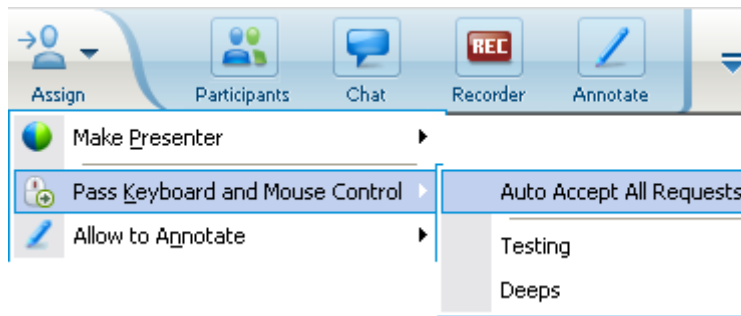 REC
Assign
Participants
Chat
Recorder
Annotate
Make Presenter
Pass Keyboard and Mouse Control
Auto Accept All Requests
Allow to Annotate
Testing
Deeps